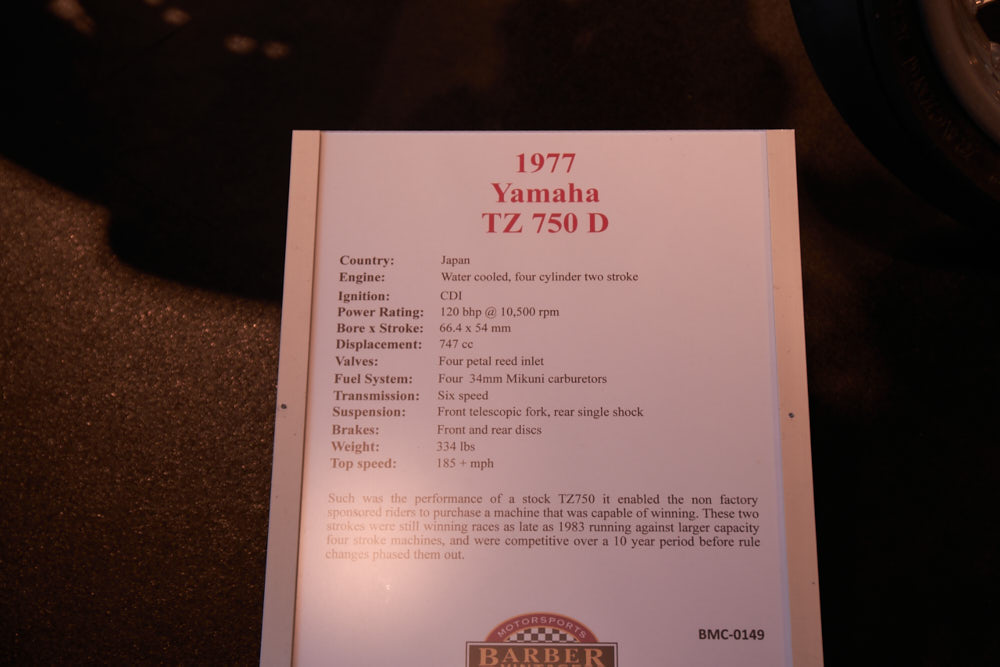 1977
Yamaha
TZ 750 D
Country: Japan
Engine: Water cooled, four cylinder two stroke
Ignition: CDI
Power Rating: 120 bhp @ 10,500 rpm
Bore x Stroke: 66.4 x 54 mm
Displacement: 747 cc
Valves: Four petal reed inlet
Fuel System: Four 34mm Mikuni carburetors
Transmission: Six speed
Suspension: Front telescopic fork, rear single shock
Brakes: Front and rear discs
Weight: 334 lbs
Top speed: 185 + mph
Such was the performance of a stock TZ750 it enabled the non factory
sponsored riders to purchase a machine that was capable of winning. These two
strokes were still winning races as late as 1983 running against larger capacity
four stroke machines, and were competitive over a 10 year period before rule
changes phased them out.
MOTORSPORTS
BARBER
BMC-0149